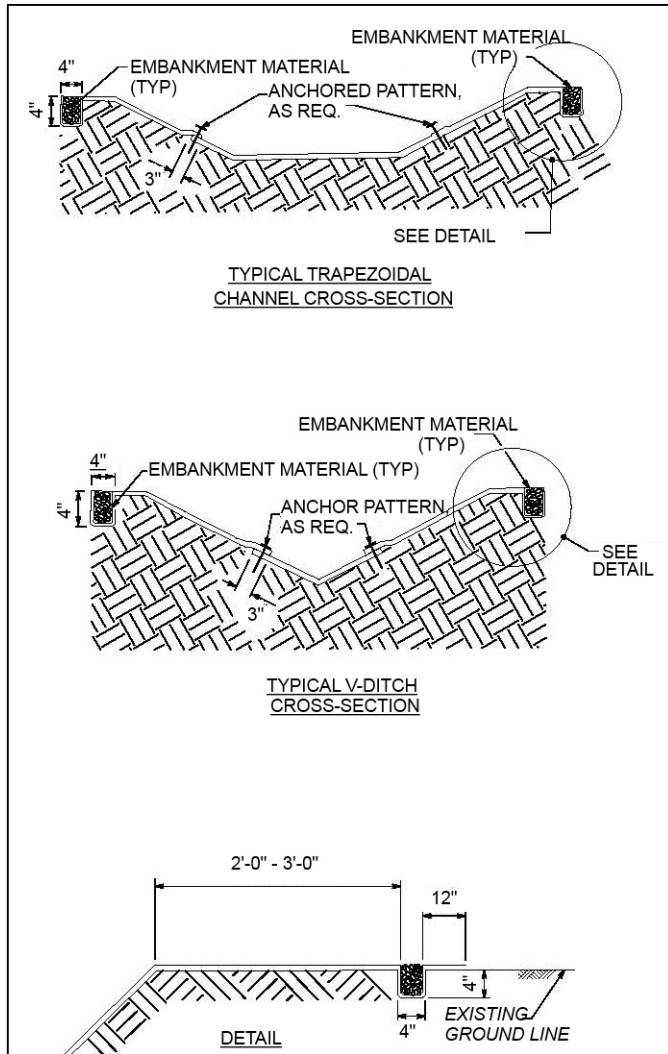 EMBANKMENT MATERIAL
(TYP)
4"
EMBANKMENT MATERIAL
(TYP)
ANCHORED PATTERN,
AS REQ.
4"
3"
SEE DETAIL
TYPICAL TRAPEZOIDAL
CHANNEL CROSS-SECTION
EMBANKMENT MATERIAL
(TYP)
4"
EMBANKMENT MATERIAL (TYP)
4"
ANCHOR PATTERN,
AS REQ.
SEE
DETAIL
3"
TYPICAL V-DITCH
CROSS-SECTION
2'-0" - 3'-0"
12"
4"
4"
EXISTING
GROUND LINE
DETAIL